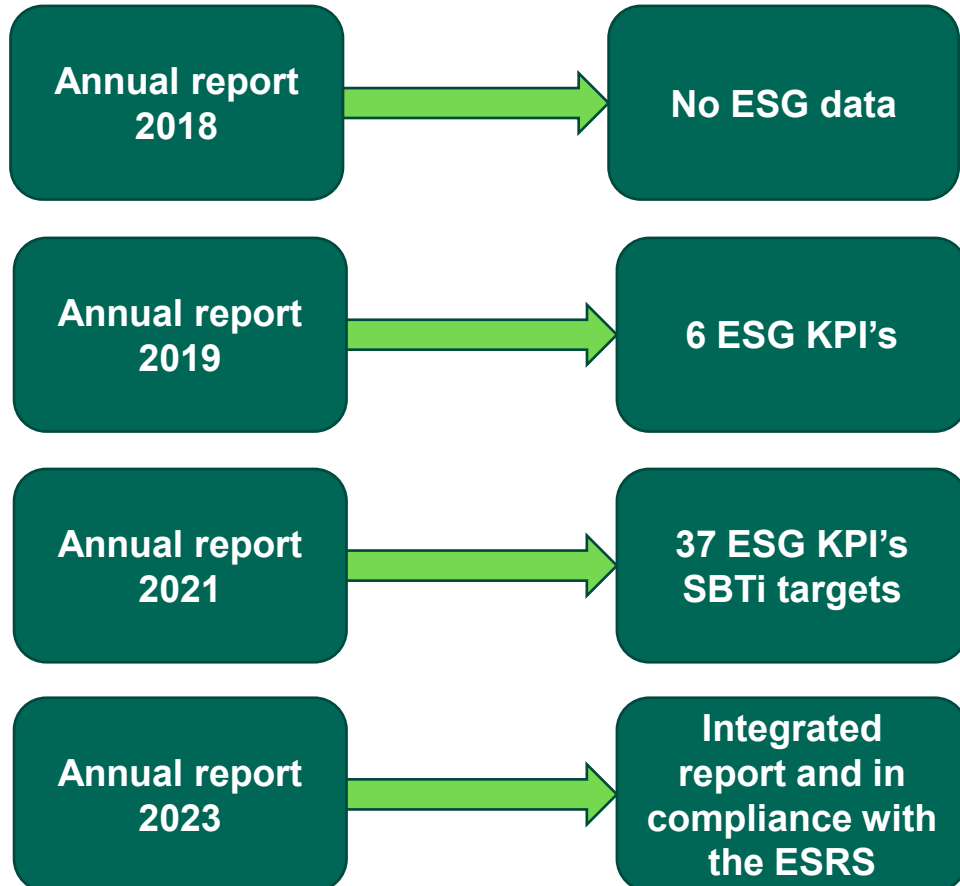 Annual report
2018
No ESG data
Annual report
2019
6 ESG KPI’s
Annual report
2021
37 ESG KPI’s
SBTi targets
Annual report
2023
Integrated
report and in
compliance with
the ESRS